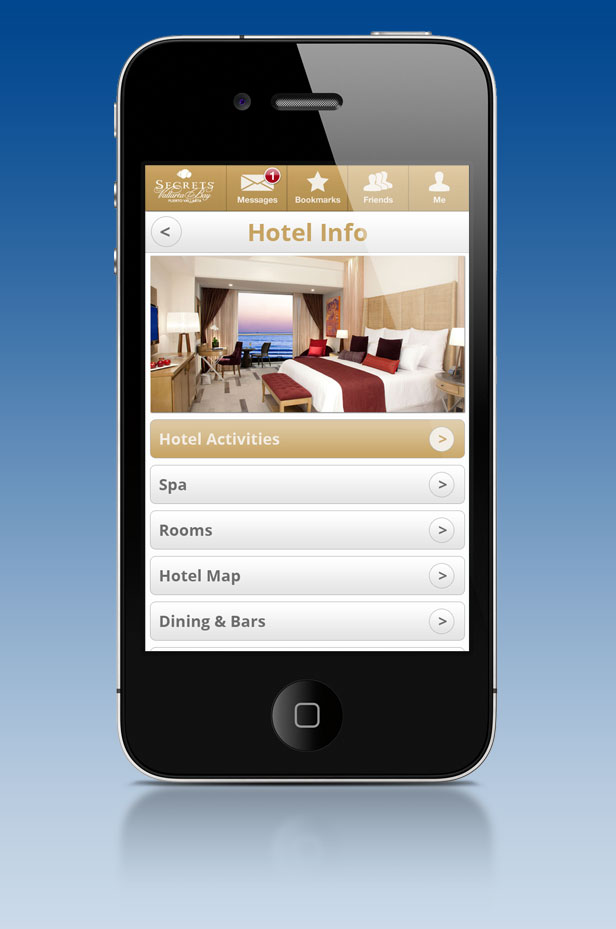 SECRETS
Vallarta Bay
PUERTO VALLARTA
1
Messages
Bookmarks
Friends
Me
<
Hotel Info
Hotel Activities >
Spa >
Rooms >
Hotel Map >
Dining & Bars >